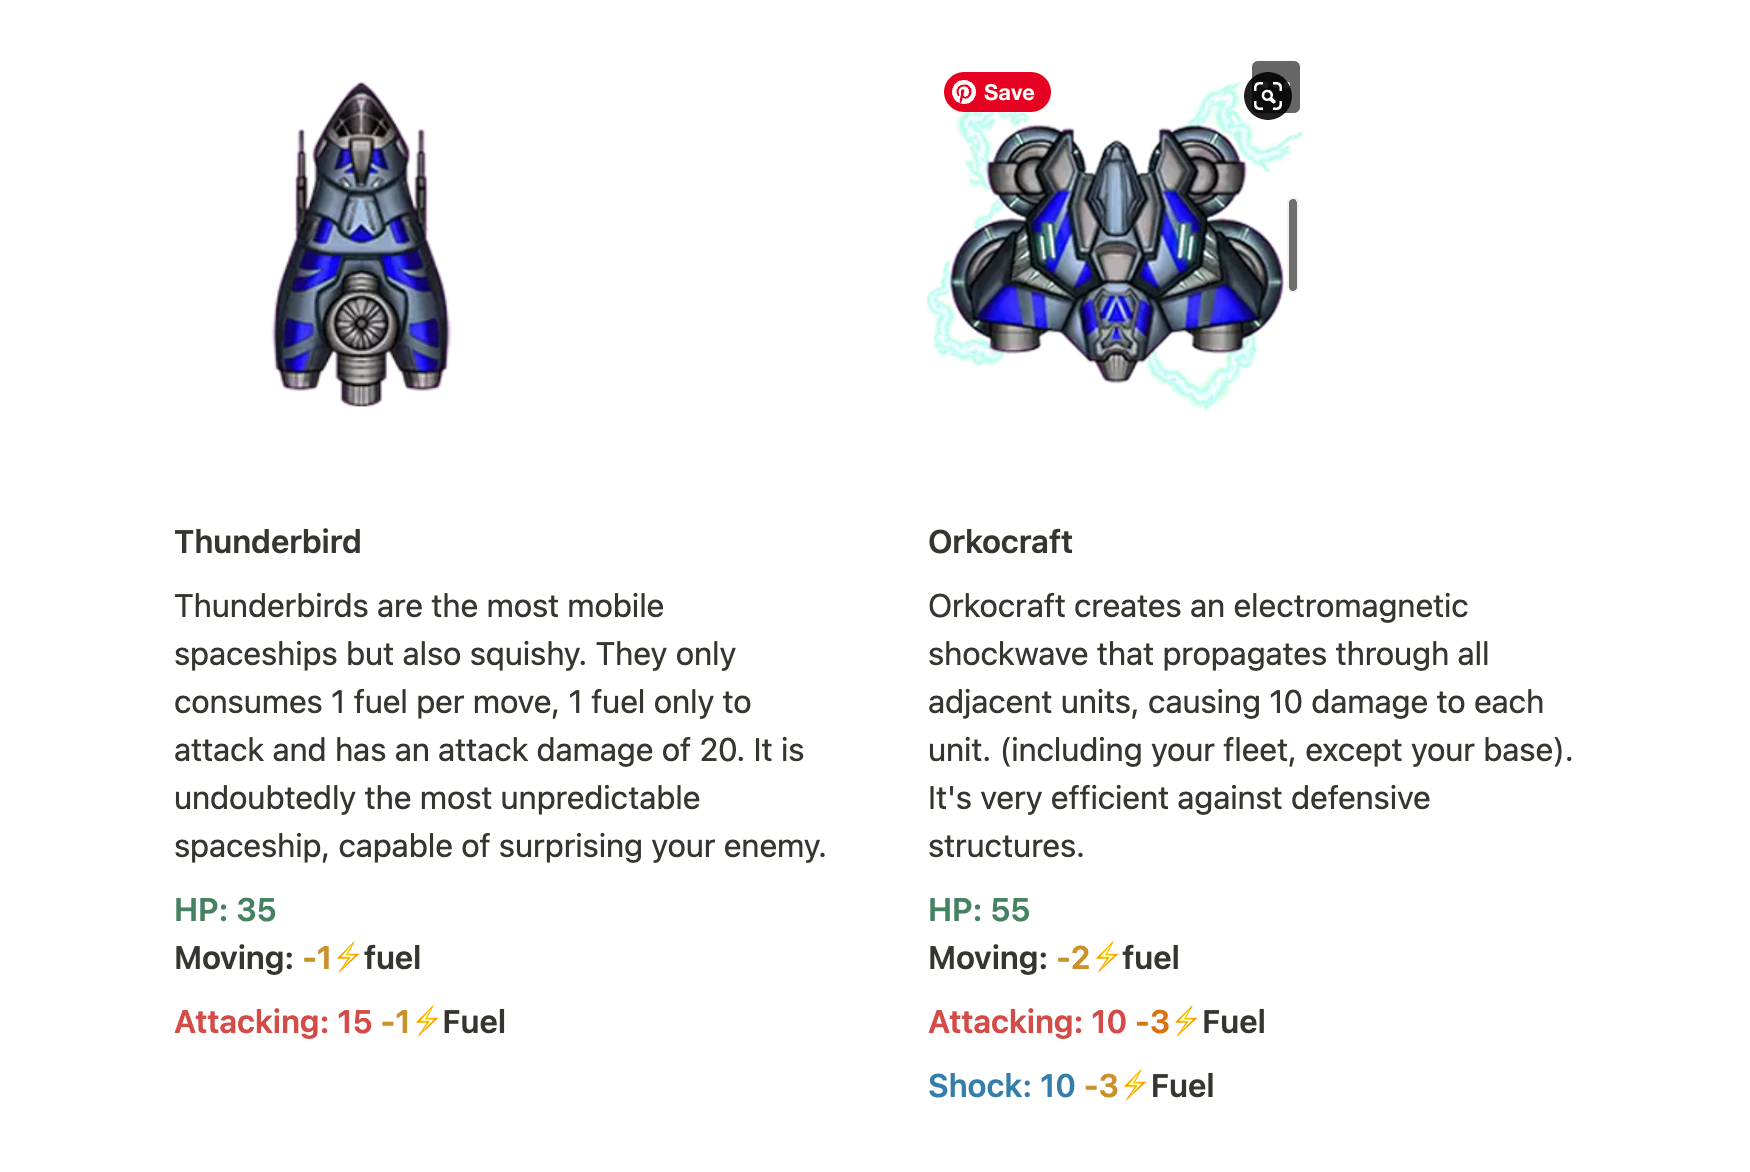 Save
Thunderbird
Thunderbirds are the most mobile
spaceships but also squishy. They only
consumes 1 fuel per move, 1 fuel only to
attack and has an attack damage of 20. It is
undoubtedly the most unpredictable
spaceship, capable of surprising your enemy.
HP: 35
Moving: -1⚡fuel
Attacking: 15 -1⚡Fuel
Orkocraft
Orkocraft creates an electromagnetic
shockwave that propagates through all
adjacent units, causing 10 damage to each
unit. (including your fleet, except your base).
It's very efficient against defensive
structures.
HP: 55
Moving: -2⚡fuel
Attacking: 10 -3⚡Fuel
Shock: 10 -3⚡Fuel